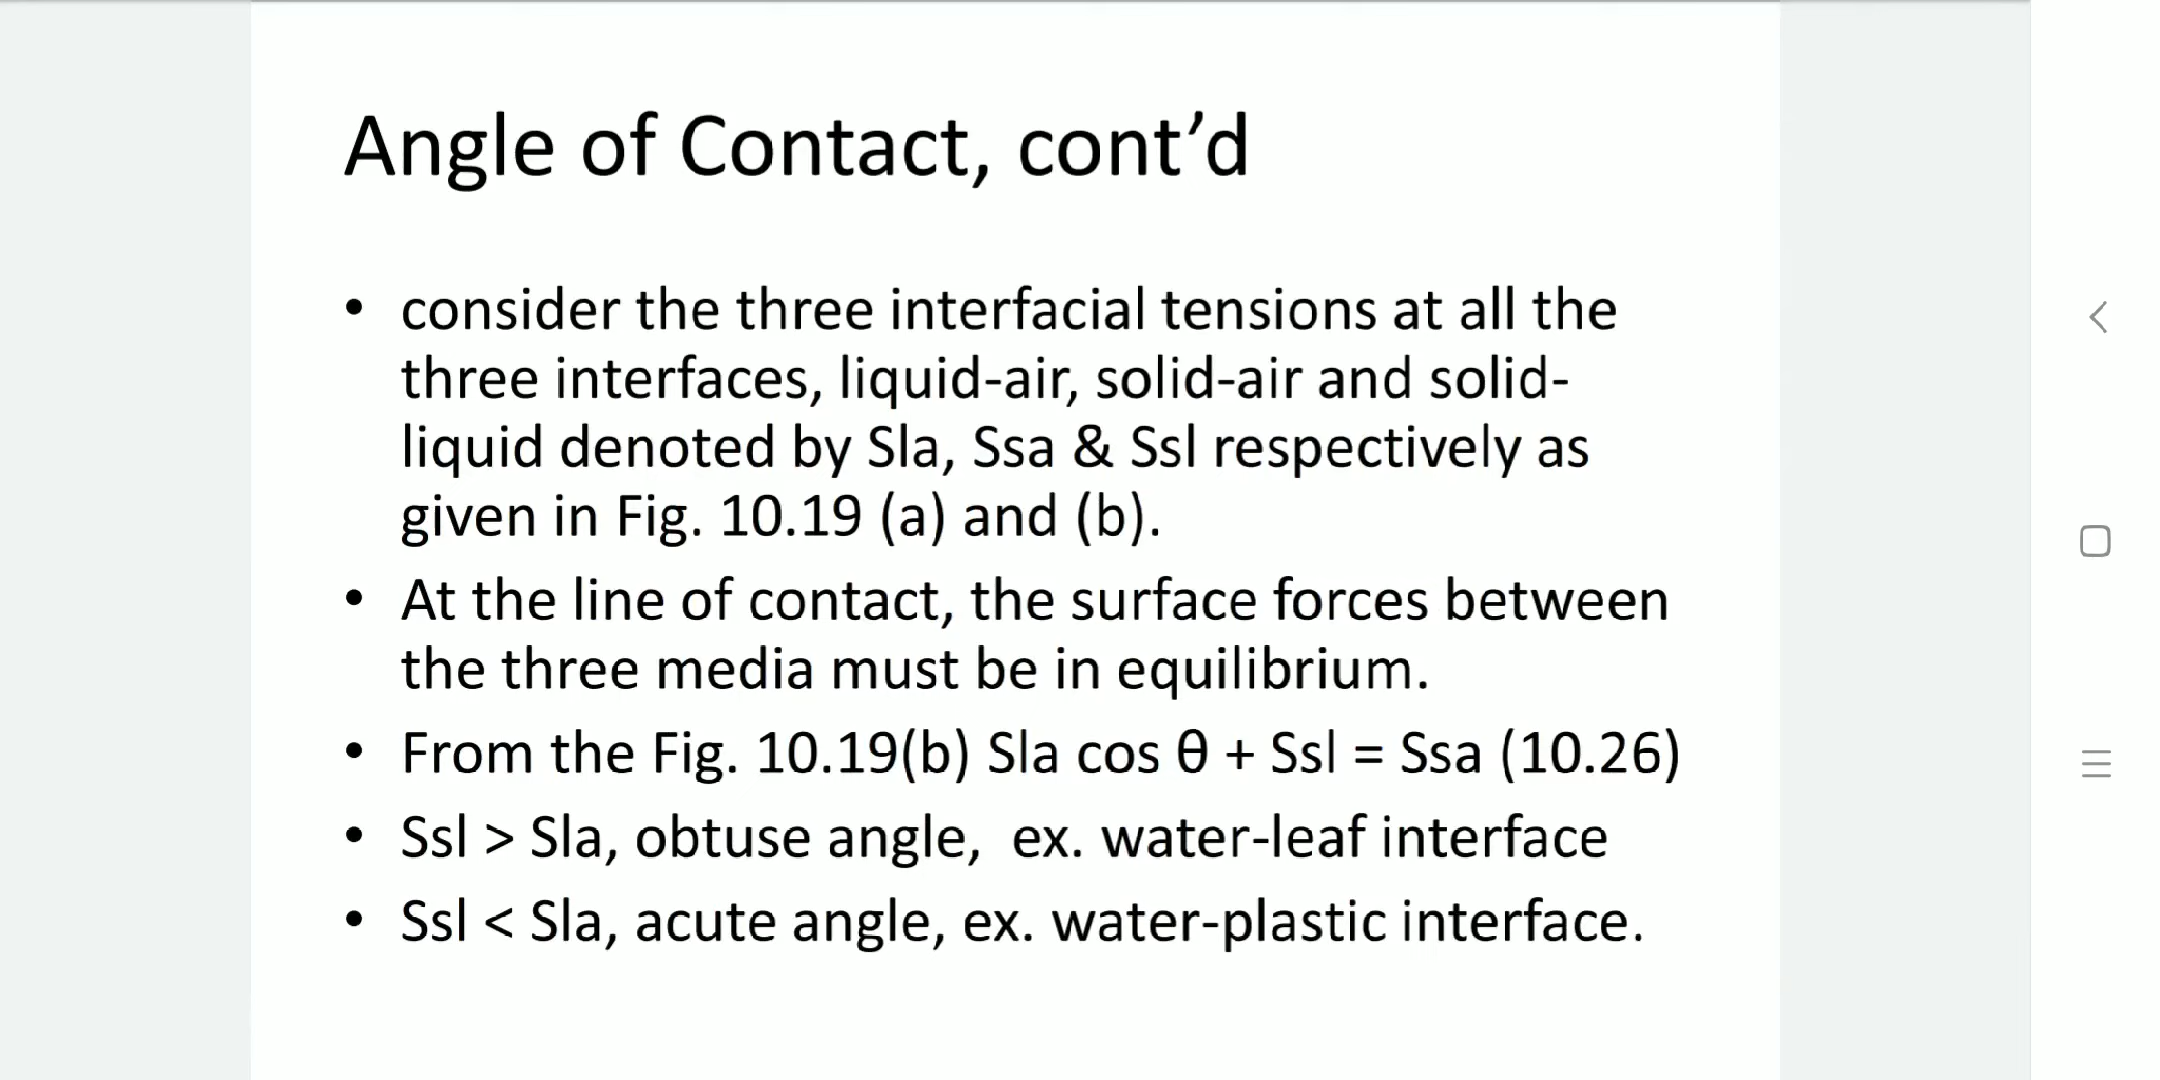 Angle of Contact, cont’d
• consider the three interfacial tensions at all the
three interfaces, liquid-air, solid-air and solid-
liquid denoted by Sla, Ssa & Ssl respectively as
given in Fig. 10.19 (a) and (b).
• At the line of contact, the surface forces between
the three media must be in equilibrium.
• From the Fig. 10.19(b) Sla cos θ + Ssl = Ssa (10.26)
• Ssl > Sla, obtuse angle,  ex. water-leaf interface
• Ssl < Sla, acute angle, ex. water-plastic interface.